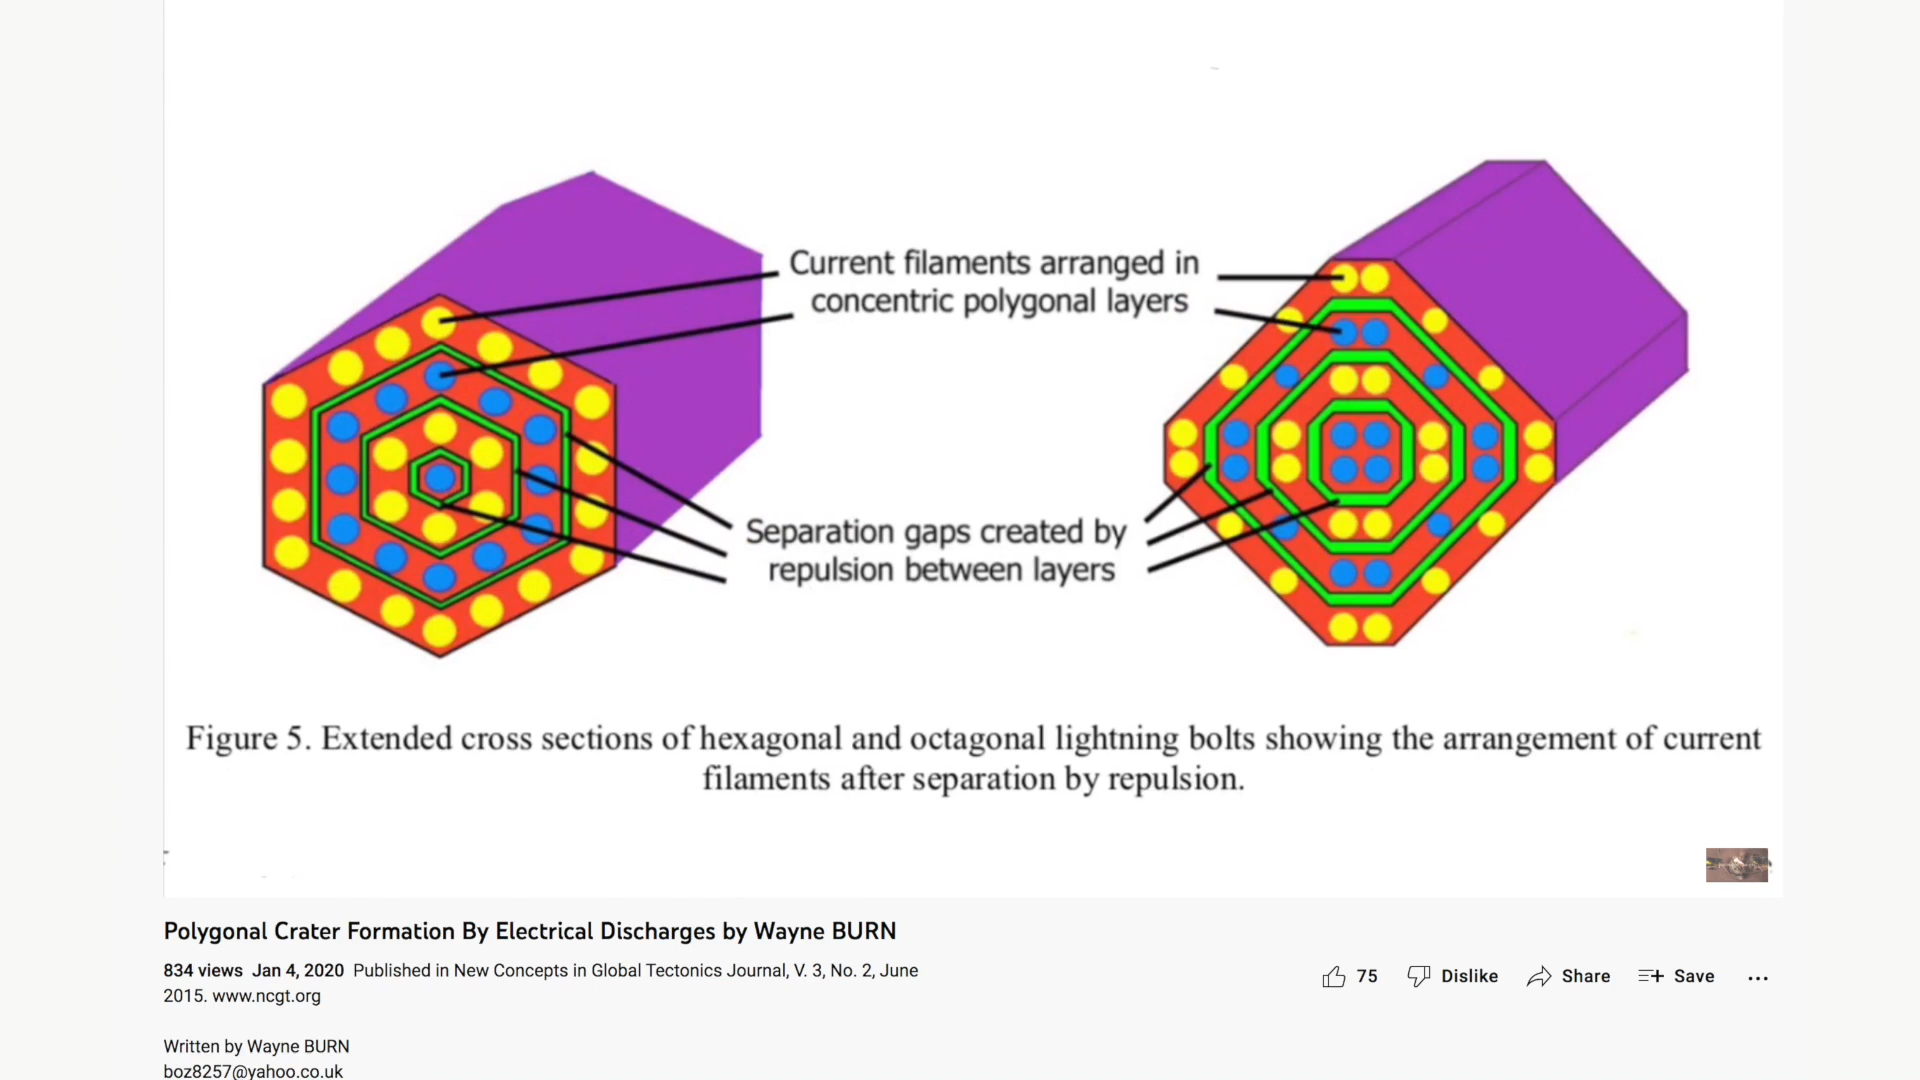 Current filaments arranged in
concentric polygonal layers
Separation gaps created by
repulsion between layers
Figure 5. Extended cross sections of hexagonal and octagonal lightning bolts showing the arrangement of current
filaments after separation by repulsion.
Polygonal Crater Formation By Electrical Discharges by Wayne BURN
834 views Jan 4, 2020 Published in New Concepts in Global Tectonics Journal, V. 3, No. 2, June
2015. www.ncgt.org
75 Dislike Share Save
Written by Wayne BURN
boz8257@yahoo.co.uk